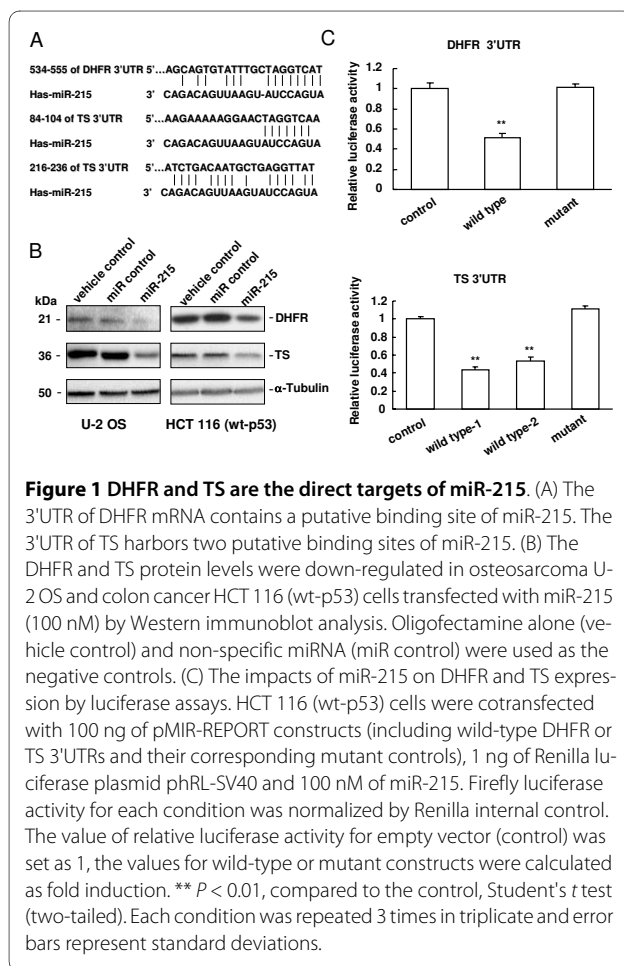 A
534-555 of DHFR 3'UTR 5'...AGCAGTGTATTTGCTAGGTCAT
Has-miR-215 3' CAGACAGUUAAGU-AUCCAGUA
84-104 of TS 3'UTR 5'...AAGAAAAAGGAACTAGGTCAA
Has-miR-215 3' CAGACAGUUAAGUAUCCAGUA
216-236 of TS 3'UTR 5'...ATCTGACAATGCTGAGGTTAT
Has-miR-215 3' CAGACAGUUAAGUAUCCAGUA
B
vehicle control
miR control
miR-215
vehicle control
miR control
miR-215
kDa
21 -
-DHFR
36 -
-TS
50 -
-α-Tubulin
U-2 OS
HCT 116 (wt-p53)
C
DHFR 3'UTR
Relative luciferase activity
1.2
1
0.8
0.6
0.4
0.2
0
**
control
wild type
mutant
TS 3'UTR
Relative luciferase activity
1.2
1
0.8
0.6
0.4
0.2
0
**
**
control
wild type-1
wild type-2
mutant
Figure 1 DHFR and TS are the direct targets of miR-215. (A) The
3'UTR of DHFR mRNA contains a putative binding site of miR-215. The
3'UTR of TS harbors two putative binding sites of miR-215. (B) The
DHFR and TS protein levels were down-regulated in osteosarcoma U-
2 OS and colon cancer HCT 116 (wt-p53) cells transfected with miR-215
(100 nM) by Western immunoblot analysis. Oligofectamine alone (ve-
hicle control) and non-specific miRNA (miR control) were used as the
negative controls. (C) The impacts of miR-215 on DHFR and TS expres-
sion by luciferase assays. HCT 116 (wt-p53) cells were cotransfected
with 100 ng of pMIR-REPORT constructs (including wild-type DHFR or
TS 3'UTRs and their corresponding mutant controls), 1 ng of Renilla lu-
ciferase plasmid phRL-SV40 and 100 nM of miR-215. Firefly luciferase
activity for each condition was normalized by Renilla internal control.
The value of relative luciferase activity for empty vector (control) was
set as 1, the values for wild-type or mutant constructs were calculated
as fold induction. ** P < 0.01, compared to the control, Student's t test
(two-tailed). Each condition was repeated 3 times in triplicate and error
bars represent standard deviations.